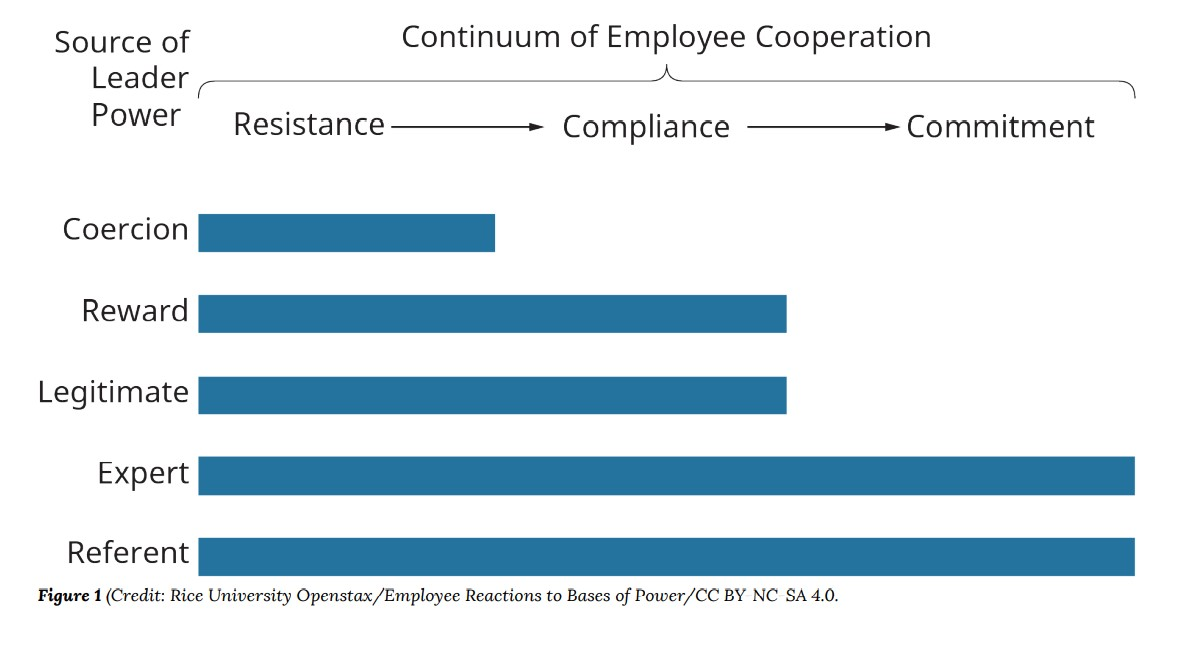 Source of
Leader
Power
Continuum of Employee Cooperation
Resistance
Compliance
Commitment
Coercion
Reward
Legitimate
Expert
Referent
Figure 1 (Credit: Rice University Openstax/Employee Reactions to Bases of Power/CC BY NC SA 4.0.